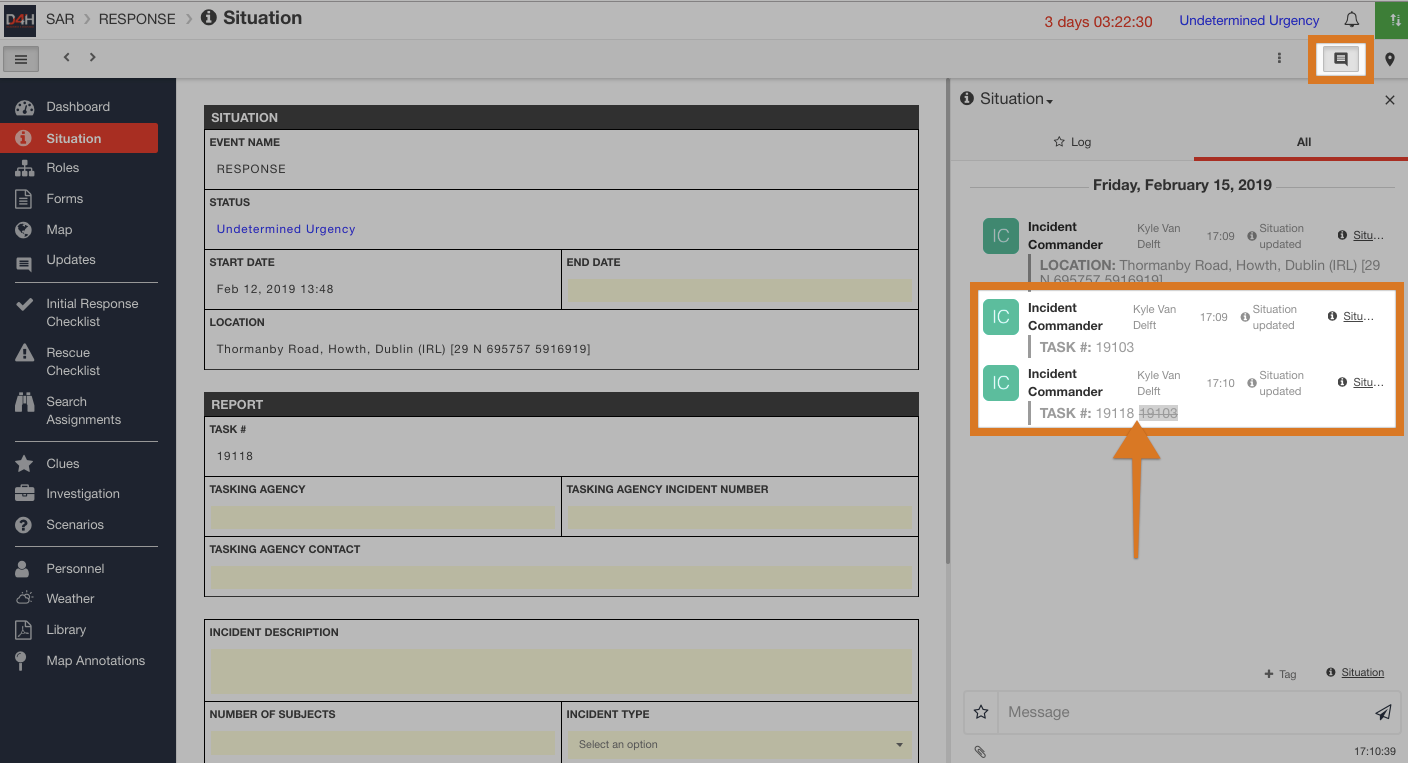 D4H SAR RESPONSE Situation
3 days 03:22:30 Undetermined Urgency
Dashboard
Situation
Roles
Forms
Map
Updates
Initial Response
Checklist
Rescue
Checklist
Search
Assignments
Clues
Investigation
Scenarios
Personnel
Weather
Library
Map Annotations
SITUATION
EVENT NAME
RESPONSE
STATUS
Undetermined Urgency
START DATE
Feb 12, 2019 13:48
END DATE
LOCATION
Thormanby Road, Howth, Dublin (IRL) [29 N 695757 5916919]
REPORT
TASK #
19118
TASKING AGENCY
TASKING AGENCY INCIDENT NUMBER
TASKING AGENCY CONTACT
INCIDENT DESCRIPTION
NUMBER OF SUBJECTS
INCIDENT TYPE
Select an option
Situation
Log
All
Friday, February 15, 2019
IC
Incident
Commander
Kyle Van
Delft
17:09
Situation
updated
Situ...
LOCATION: Thormanby Road, Howth, Dublin (IRL) [29
N 695757 5916919]
IC
Incident
Commander
Kyle Van
Delft
17:09
Situation
updated
Situ...
TASK #: 19103
IC
Incident
Commander
Kyle Van
Delft
17:10
Situation
updated
Situ...
TASK #: 19118 19103
+ Tag
Situation
Message
17:10:39